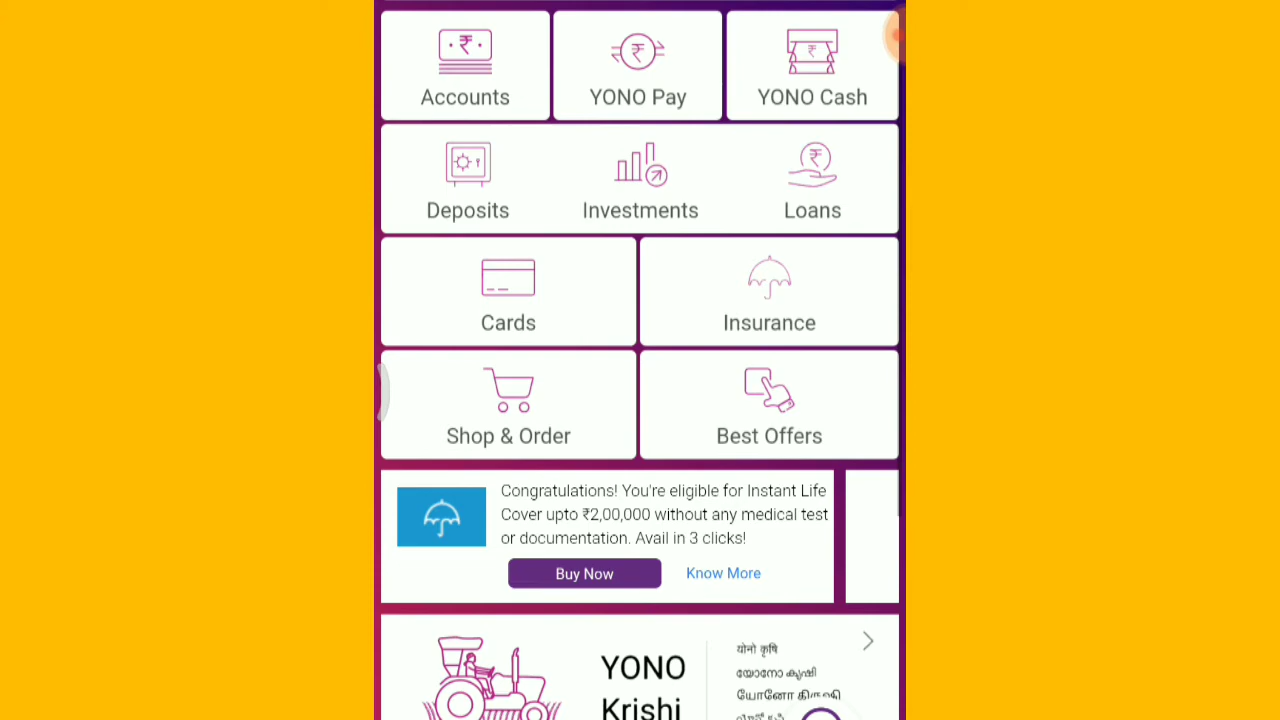 Accounts YONO Pay YONO Cash
Deposits Investments Loans
Cards Insurance
Shop & Order Best Offers
Congratulations! You're eligible for Instant Life
Cover upto ₹2,00,000 without any medical test
or documentation. Avail in 3 clicks!
Buy Now Know More
YONO
Krishi
योनो कृषि
യോനോ കൃഷി
யோனோ